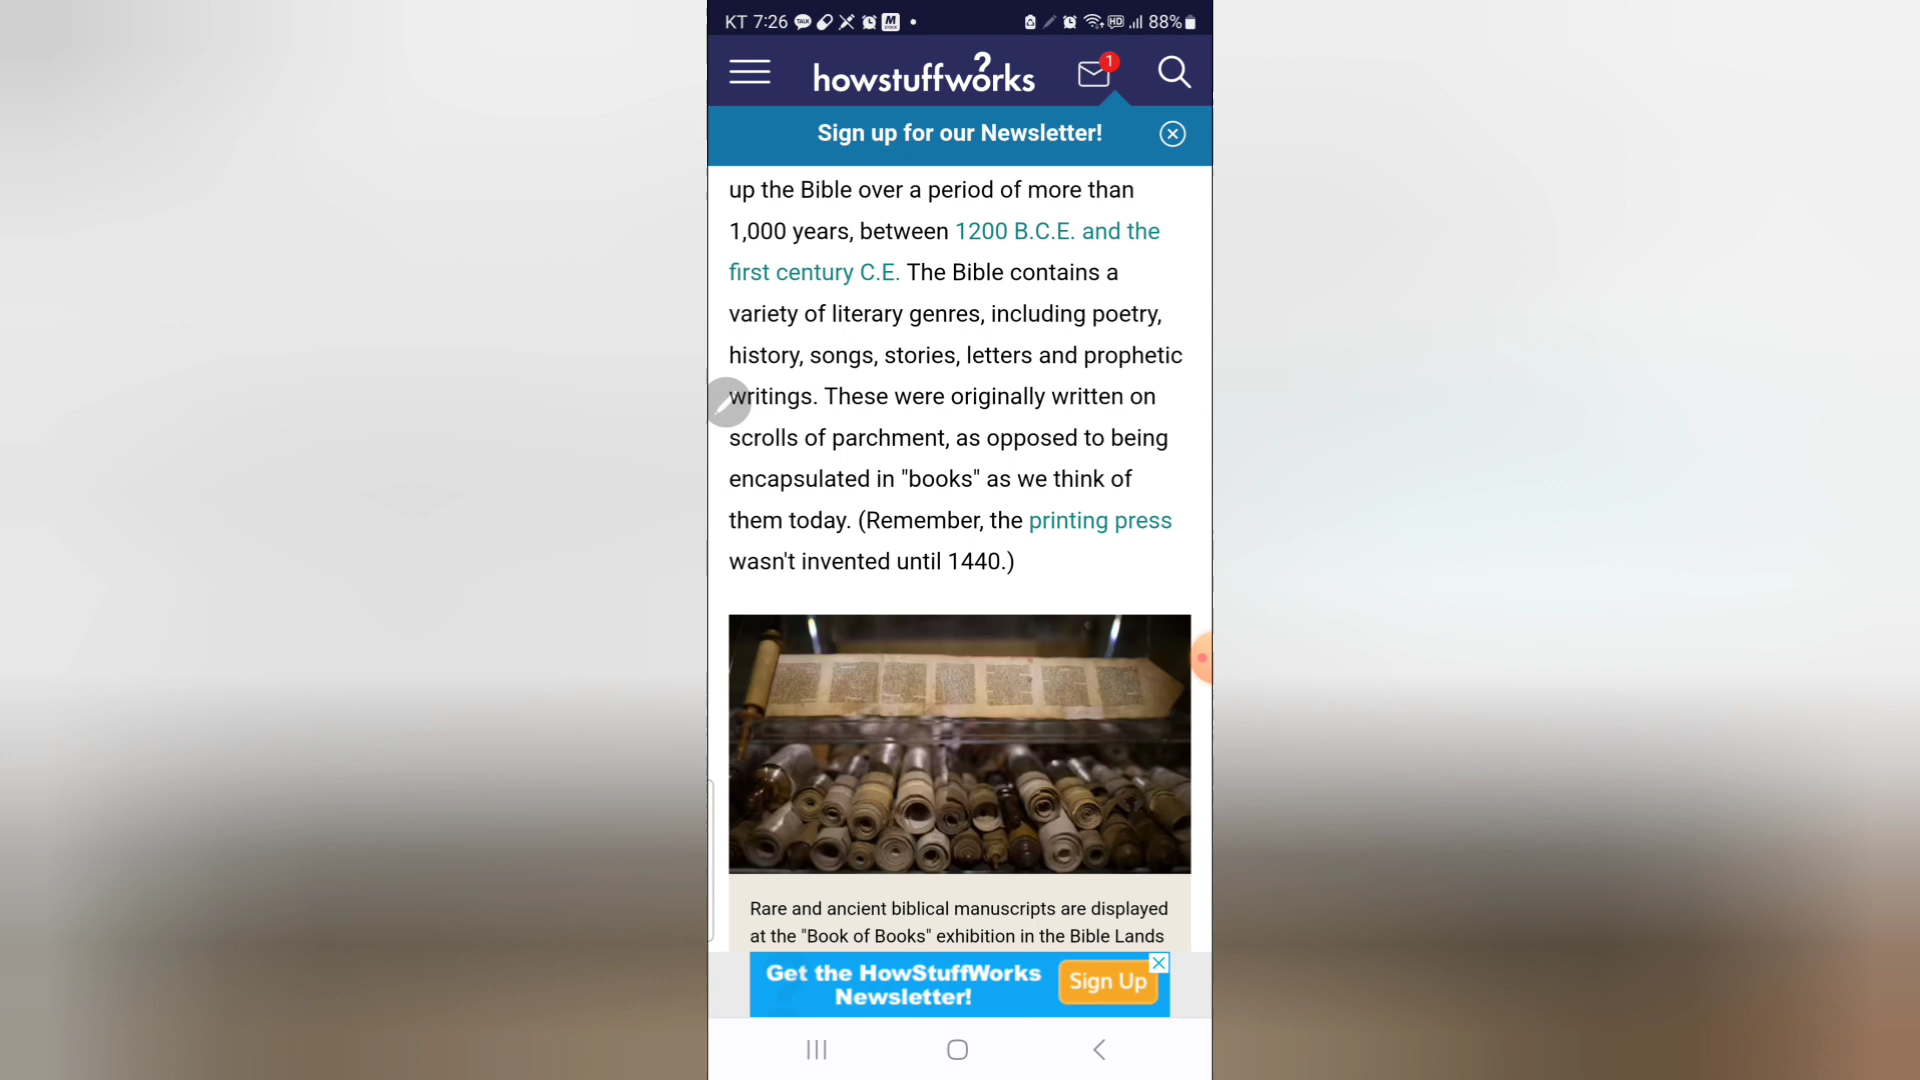 KT 7:26
88%
howstuffworks
1
Sign up for our Newsletter!
up the Bible over a period of more than
1,000 years, between 1200 B.C.E. and the
first century C.E. The Bible contains a
variety of literary genres, including poetry,
history, songs, stories, letters and prophetic
writings. These were originally written on
scrolls of parchment, as opposed to being
encapsulated in "books" as we think of
them today. (Remember, the printing press
wasn't invented until 1440.)
Rare and ancient biblical manuscripts are displayed
at the "Book of Books" exhibition in the Bible Lands
Get the HowStuffWorks
Newsletter!
Sign Up